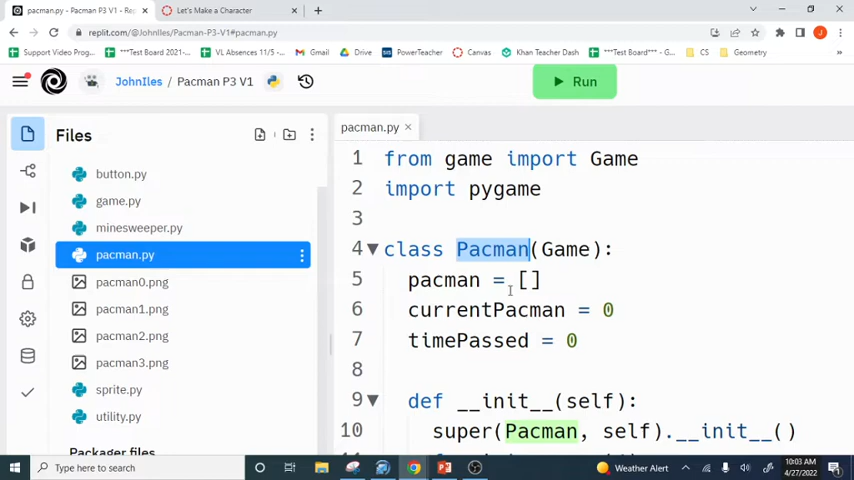 pacman.py - Pacman P3 V1 - Replit
Let's Make a Character
replit.com/@JohnIles/Pacman-P3-V1#pacman.py
Support Video Prog...
***Test Board 2021-...
VL Absences 11/5 -...
Gmail
Drive
PowerTeacher
Canvas
Khan Teacher Dash
***Test Board/Scree...
CS
Geometry
JohnIles / Pacman P3 V1
Run
Files
pacman.py
button.py
game.py
minesweeper.py
pacman.py
pacman0.png
pacman1.png
pacman2.png
pacman3.png
sprite.py
utility.py
Packager files
1 from game import Game
2 import pygame
3
4 class Pacman(Game):
5 pacman = []
6 currentPacman = 0
7 timePassed = 0
8
9 def __init__(self):
10 super(Pacman, self).__init__()
Type here to search
Weather Alert
10:03 AM
4/27/2022